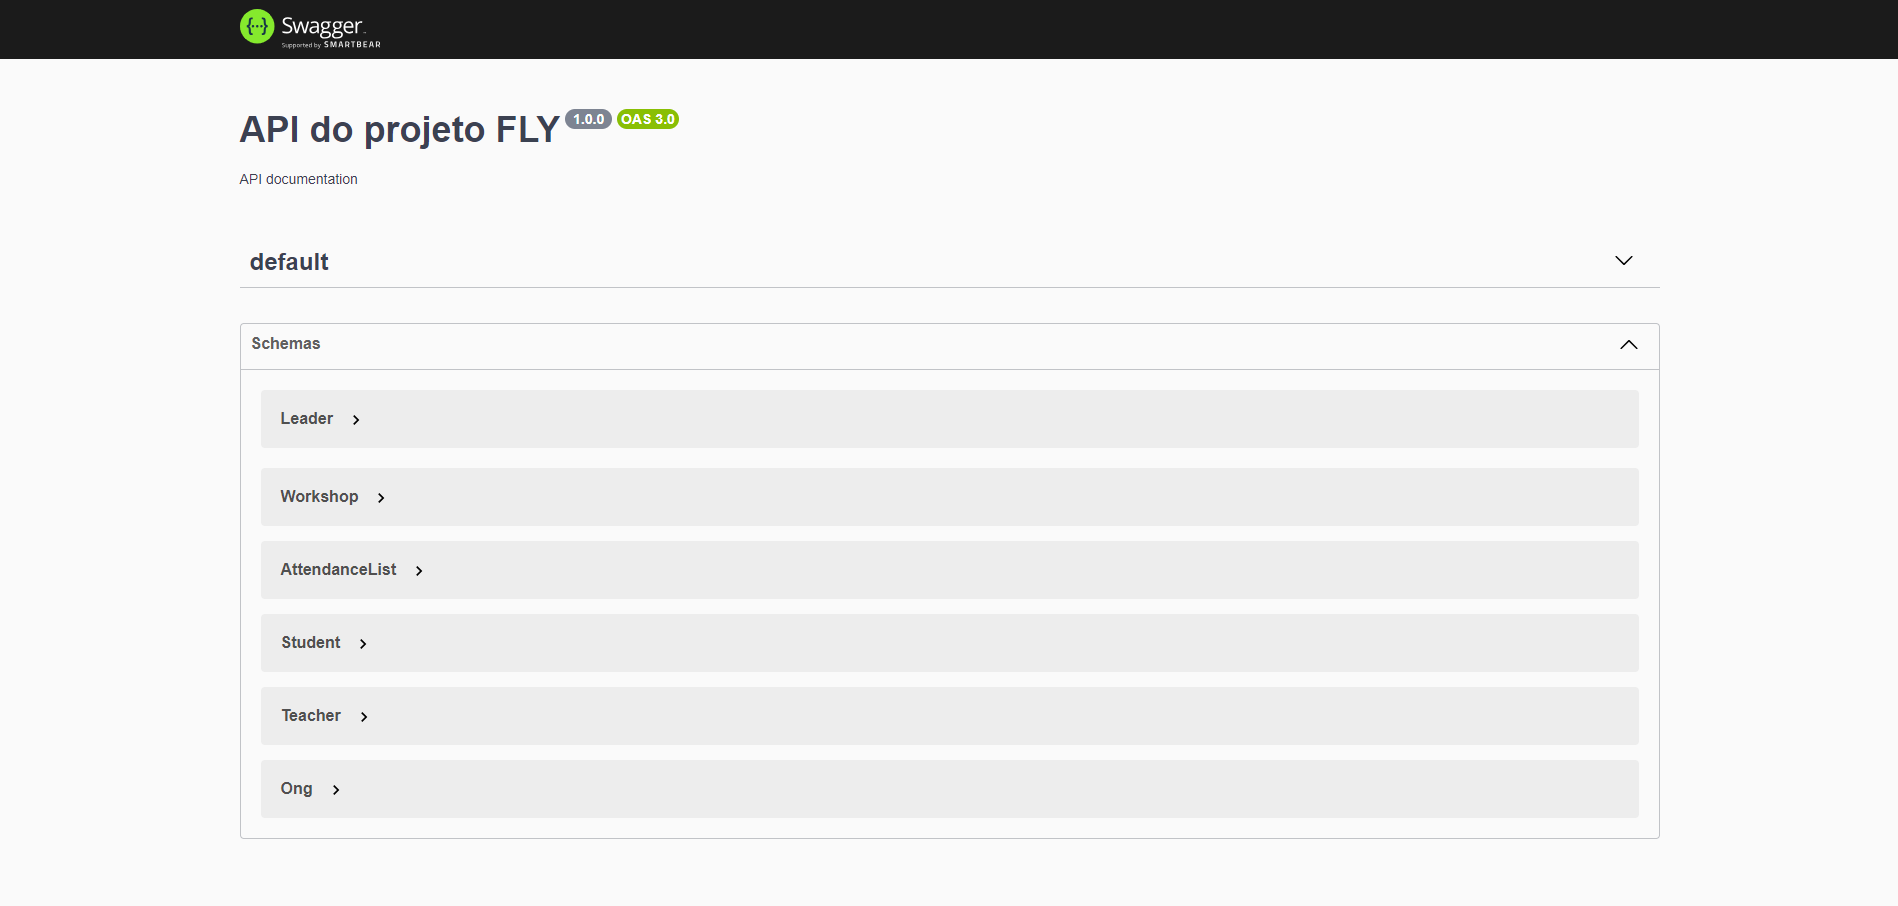 {···} Swagger
Supported by SMARTBEAR
API do projeto FLY 1.0.0 OAS 3.0
API documentation
default
Schemas
Leader
Workshop
AttendanceList
Student
Teacher
Ong